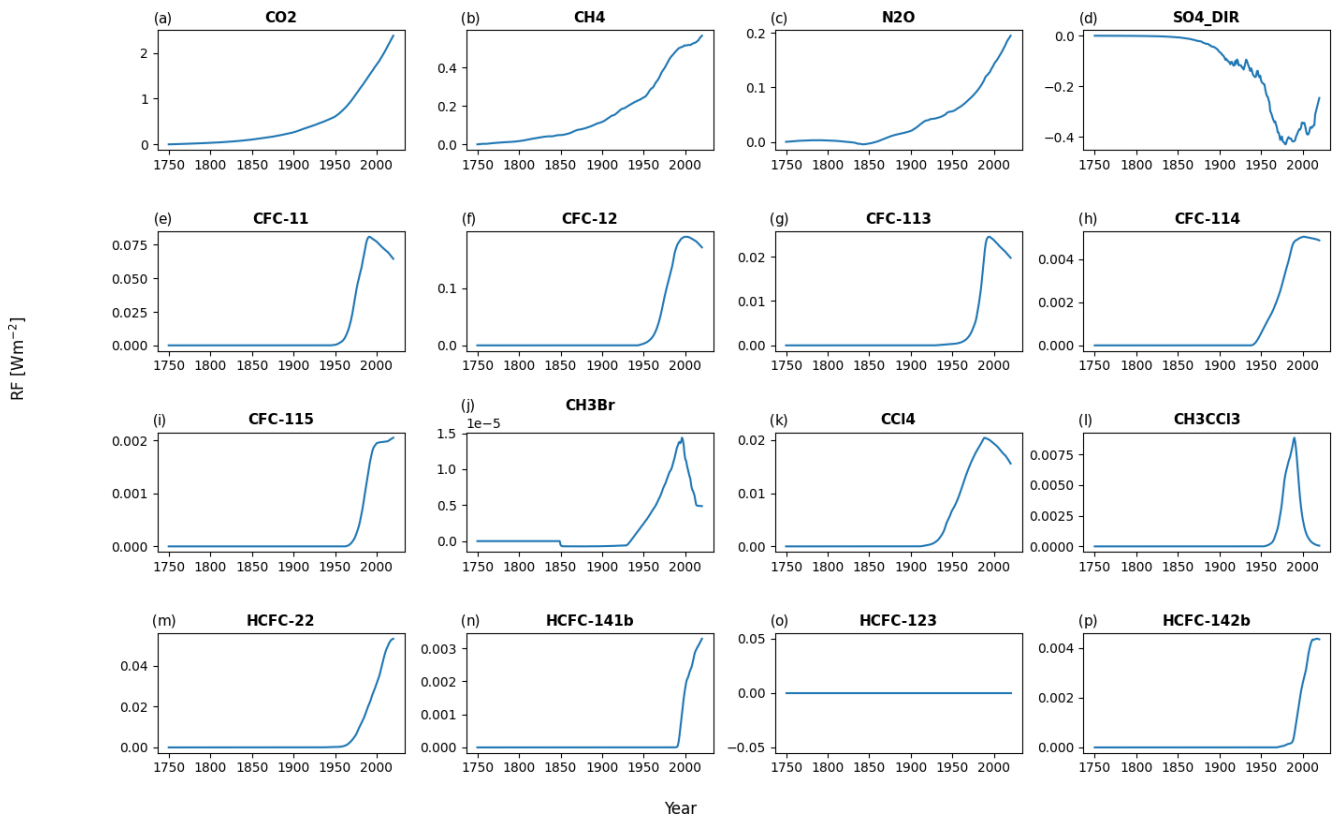 (a) CO2
2
1
0
1750 1800 1850 1900 1950 2000
(b) CH4
0.4
0.2
0.0
1750 1800 1850 1900 1950 2000
(c) N2O
0.2
0.1
0.0
1750 1800 1850 1900 1950 2000
(d) SO4_DIR
0.0
−0.2
−0.4
1750 1800 1850 1900 1950 2000
(e) CFC-11
0.075
0.050
0.025
0.000
1750 1800 1850 1900 1950 2000
(f) CFC-12
0.1
0.0
1750 1800 1850 1900 1950 2000
(g) CFC-113
0.02
0.01
0.00
1750 1800 1850 1900 1950 2000
(h) CFC-114
0.004
0.002
0.000
1750 1800 1850 1900 1950 2000
RF [Wm⁻²]
(i) CFC-115
0.002
0.001
0.000
1750 1800 1850 1900 1950 2000
(j) CH3Br
1e−5
1.5
1.0
0.5
0.0
1750 1800 1850 1900 1950 2000
(k) CCl4
0.02
0.01
0.00
1750 1800 1850 1900 1950 2000
(l) CH3CCl3
0.0075
0.0050
0.0025
0.0000
1750 1800 1850 1900 1950 2000
(m) HCFC-22
0.04
0.02
0.00
1750 1800 1850 1900 1950 2000
(n) HCFC-141b
0.003
0.002
0.001
0.000
1750 1800 1850 1900 1950 2000
(o) HCFC-123
0.05
0.00
−0.05
1750 1800 1850 1900 1950 2000
(p) HCFC-142b
0.004
0.002
0.000
1750 1800 1850 1900 1950 2000
Year